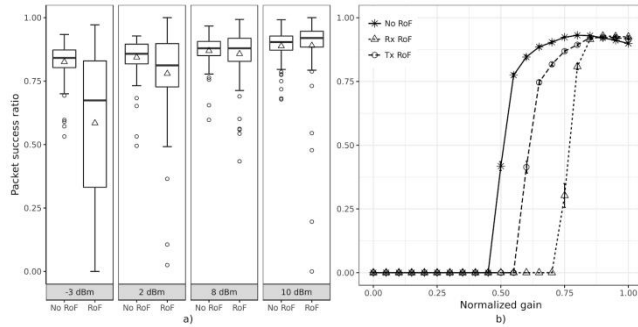 Packet success ratio
1.00
0.75
0.50
0.25
0.00
-3 dBm
2 dBm
8 dBm
10 dBm
No RoF RoF No RoF RoF No RoF RoF No RoF RoF
a)
No RoF
Rx RoF
Tx RoF
1.00
0.75
0.50
0.25
0.00
0.00 0.25 0.50 0.75 1.00
Normalized gain
b)